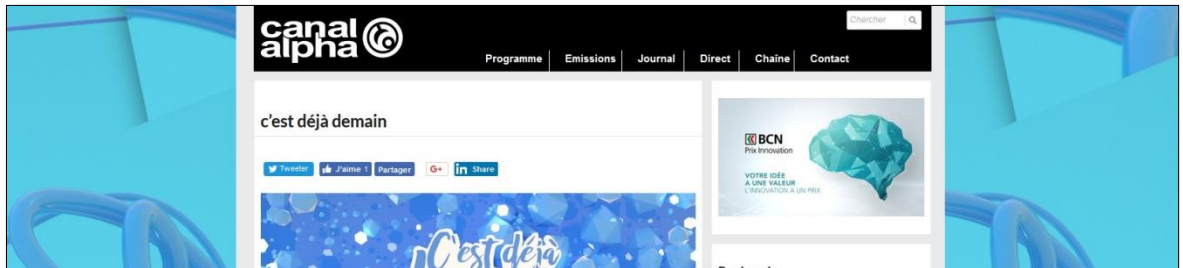 canal
alpha
Chercher
Programme Emissions Journal Direct Chaîne Contact
c'est déjà demain
Tweeter J'aime 1 Partager G+ in Share
BCN
Prix Innovation
VOTRE IDÉE
A UNE VALEUR
L'INNOVATION A UN PRIX
C'est déjà